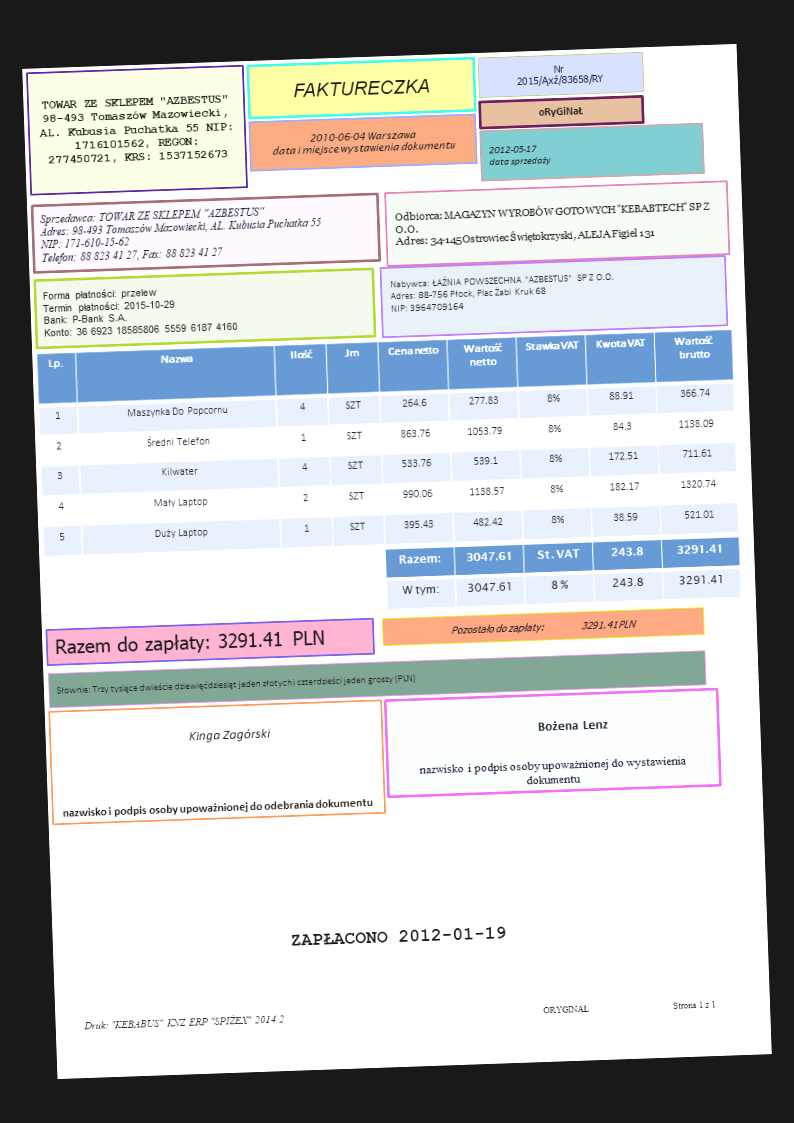 TOWAR ZE SKLEPEM "AZBESTUS"
98-493 Tomaszów Mazowiecki,
AL. Kubusia Puchatka 55 NIP:
1716101562, REGON:
277450721, KRS: 1537152673
FAKTURECZKA
2010-06-04 Warszawa
data i miejsce wystawienia dokumentu
Nr
2015/Ąxź/83658/RY
oRyGiNał
2012-05-17
data sprzedaży
Sprzedawca: TOWAR ZE SKLEPEM "AZBESTUS"
Adres: 98-493 Tomaszów Mazowiecki, AL. Kubusia Puchatka 55
NIP: 171-610-15-62
Telefon: 88 823 41 27, Fax: 88 823 41 27
Odbiorca: MAGAZYN WYROBÓW GOTOWYCH "KEBABTECH" SP Z
O.O.
Adres: 34-145 Ostrowiec Świętokrzyski, ALEJA Figiel 131
Forma płatności: przelew
Termin płatności: 2015-10-29
Bank: P-Bank S.A.
Konto: 36 6923 18585806 5559 6187 4160
Nabywca: ŁAŹNIA POWSZECHNA "AZBESTUS" SP Z O.O.
Adres: 88-756 Płock, Plac Żabi Kruk 68
NIP: 3964709164
Lp. Nazwa Ilość Jm Cena netto Wartość netto Stawka VAT Kwota VAT Wartość brutto
1 Maszynka Do Popcornu 4 SZT 264.6 277.83 8% 88.91 366.74
2 Średni Telefon 1 SZT 863.76 1053.79 8% 84.3 1138.09
3 Kilwater 4 SZT 533.76 539.1 8% 172.51 711.61
4 Mały Laptop 2 SZT 990.06 1138.57 8% 182.17 1320.74
5 Duży Laptop 1 SZT 395.43 482.42 8% 38.59 521.01
Razem: 3047.61 St. VAT 243.8 3291.41
W tym: 3047.61 8 % 243.8 3291.41
Razem do zapłaty: 3291.41 PLN
Pozostało do zapłaty: 3291.41 PLN
Słownie: Trzy tysiące dwieście dziewięćdziesiąt jeden złotych i czterdzieści jeden groszy (PLN)
Kinga Zagórski
nazwisko i podpis osoby upoważnionej do odebrania dokumentu
Bożena Lenz
nazwisko i podpis osoby upoważnionej do wystawienia
dokumentu
ZAPŁACONO 2012-01-19
Druk: "KEBABUS" KNZ ERP "SPIŻEX" 2014.2
ORYGINAŁ
Strona 1 z 1